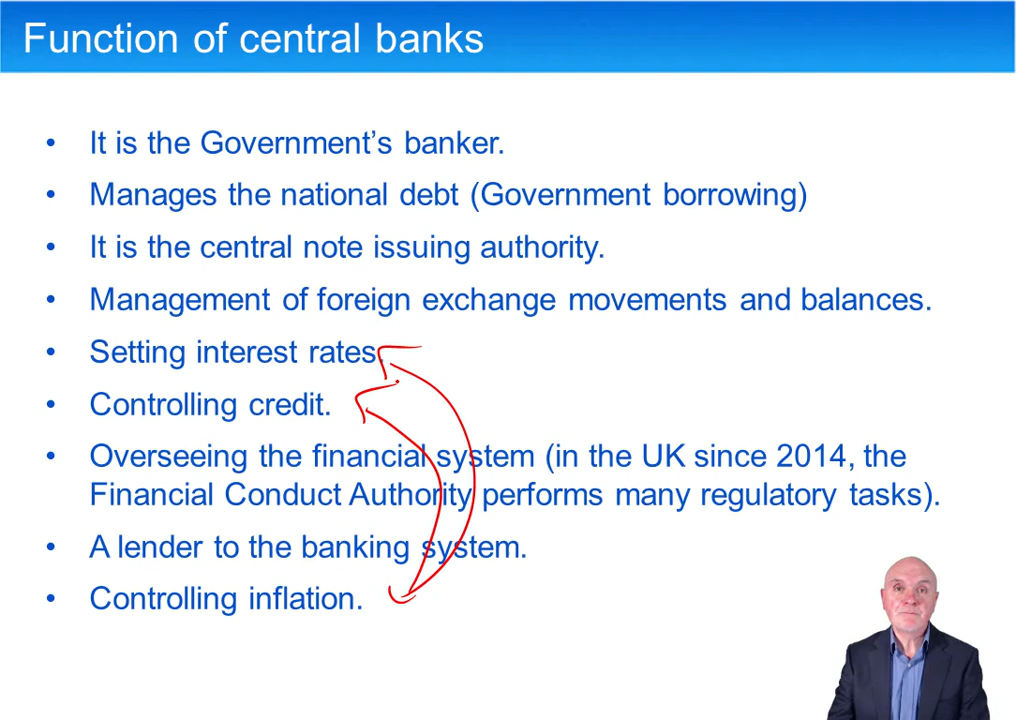 Function of central banks
• It is the Government’s banker.
• Manages the national debt (Government borrowing)
• It is the central note issuing authority.
• Management of foreign exchange movements and balances.
• Setting interest rates.
• Controlling credit.
• Overseeing the financial system (in the UK since 2014, the
Financial Conduct Authority performs many regulatory tasks).
• A lender to the banking system.
• Controlling inflation.